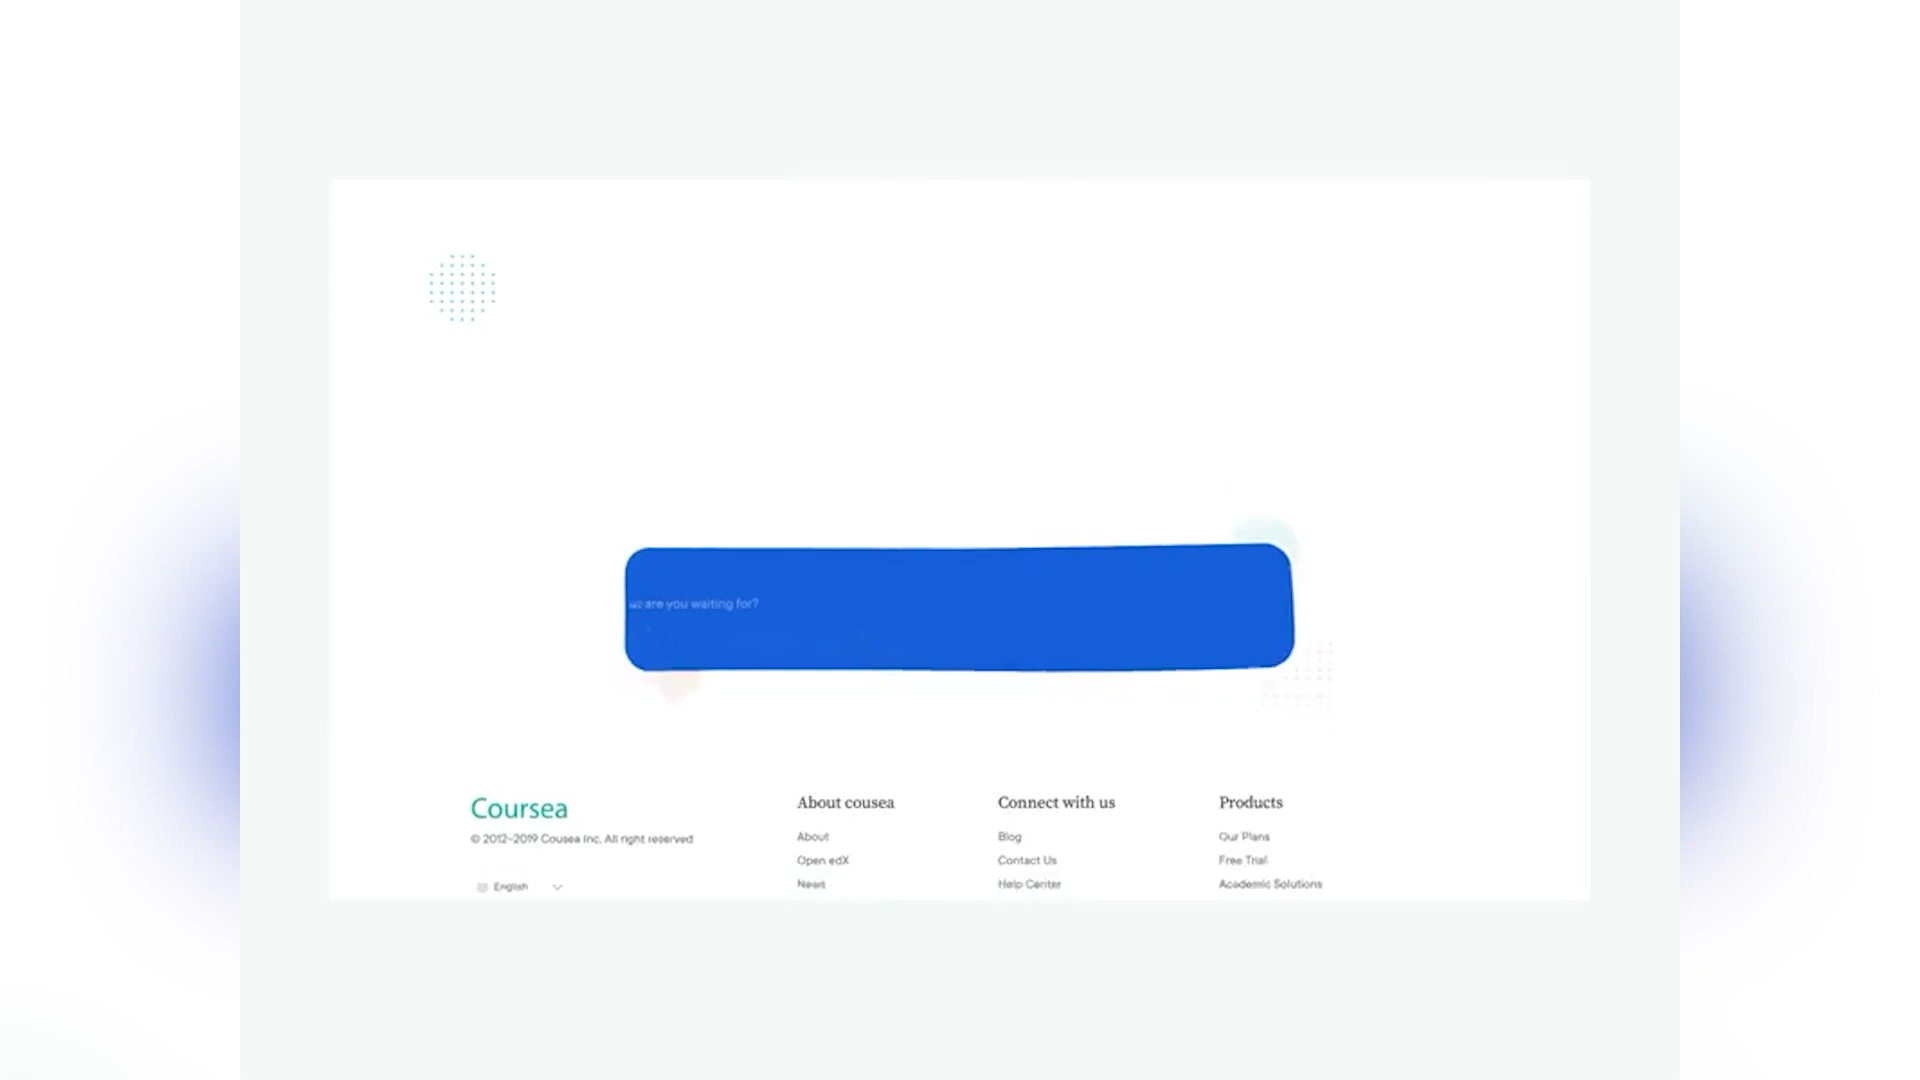 are you waiting for?
Coursea
© 2012–2019 Cousea Inc. All right reserved
English
About cousea
About
Open edX
News
Connect with us
Blog
Contact Us
Help Center
Products
Our Plans
Free Trial
Academic Solutions